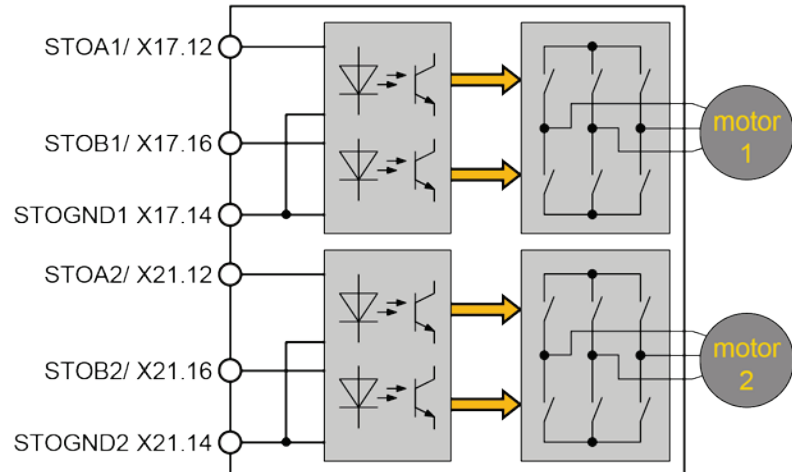 STOA1/ X17.12
STOB1/ X17.16
STOGND1 X17.14
motor
1
STOA2/ X21.12
STOB2/ X21.16
STOGND2 X21.14
motor
2